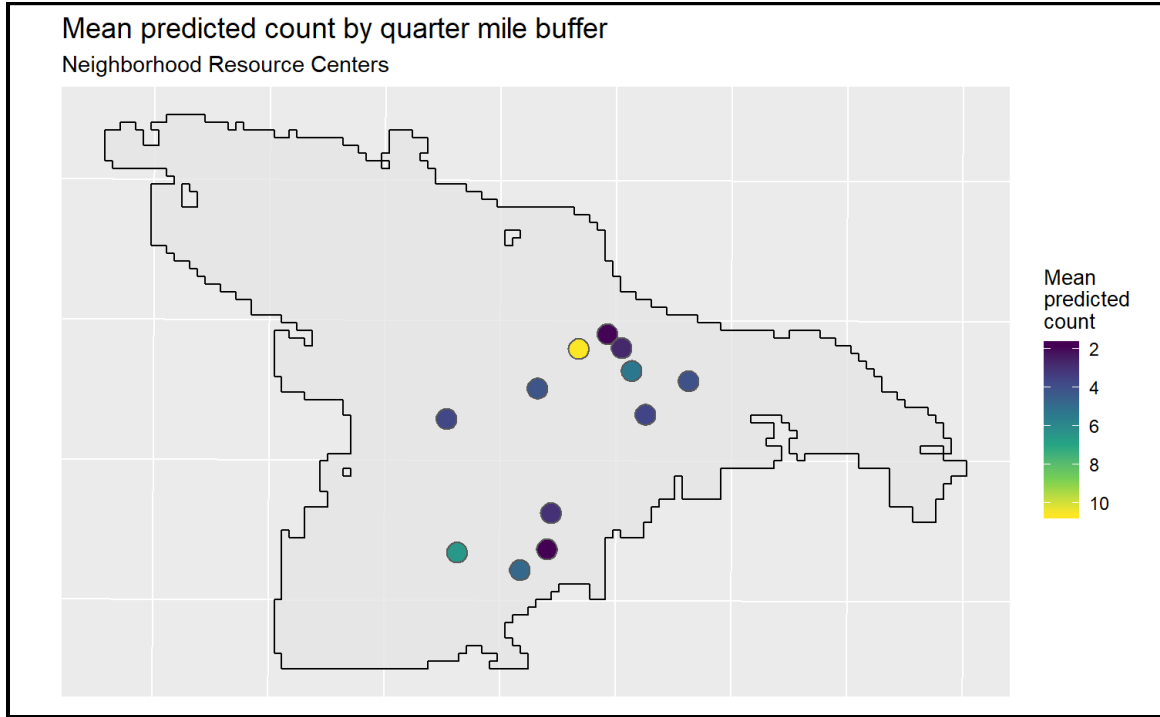 Mean predicted count by quarter mile buffer
Neighborhood Resource Centers
Mean
predicted
count
2
4
6
8
10